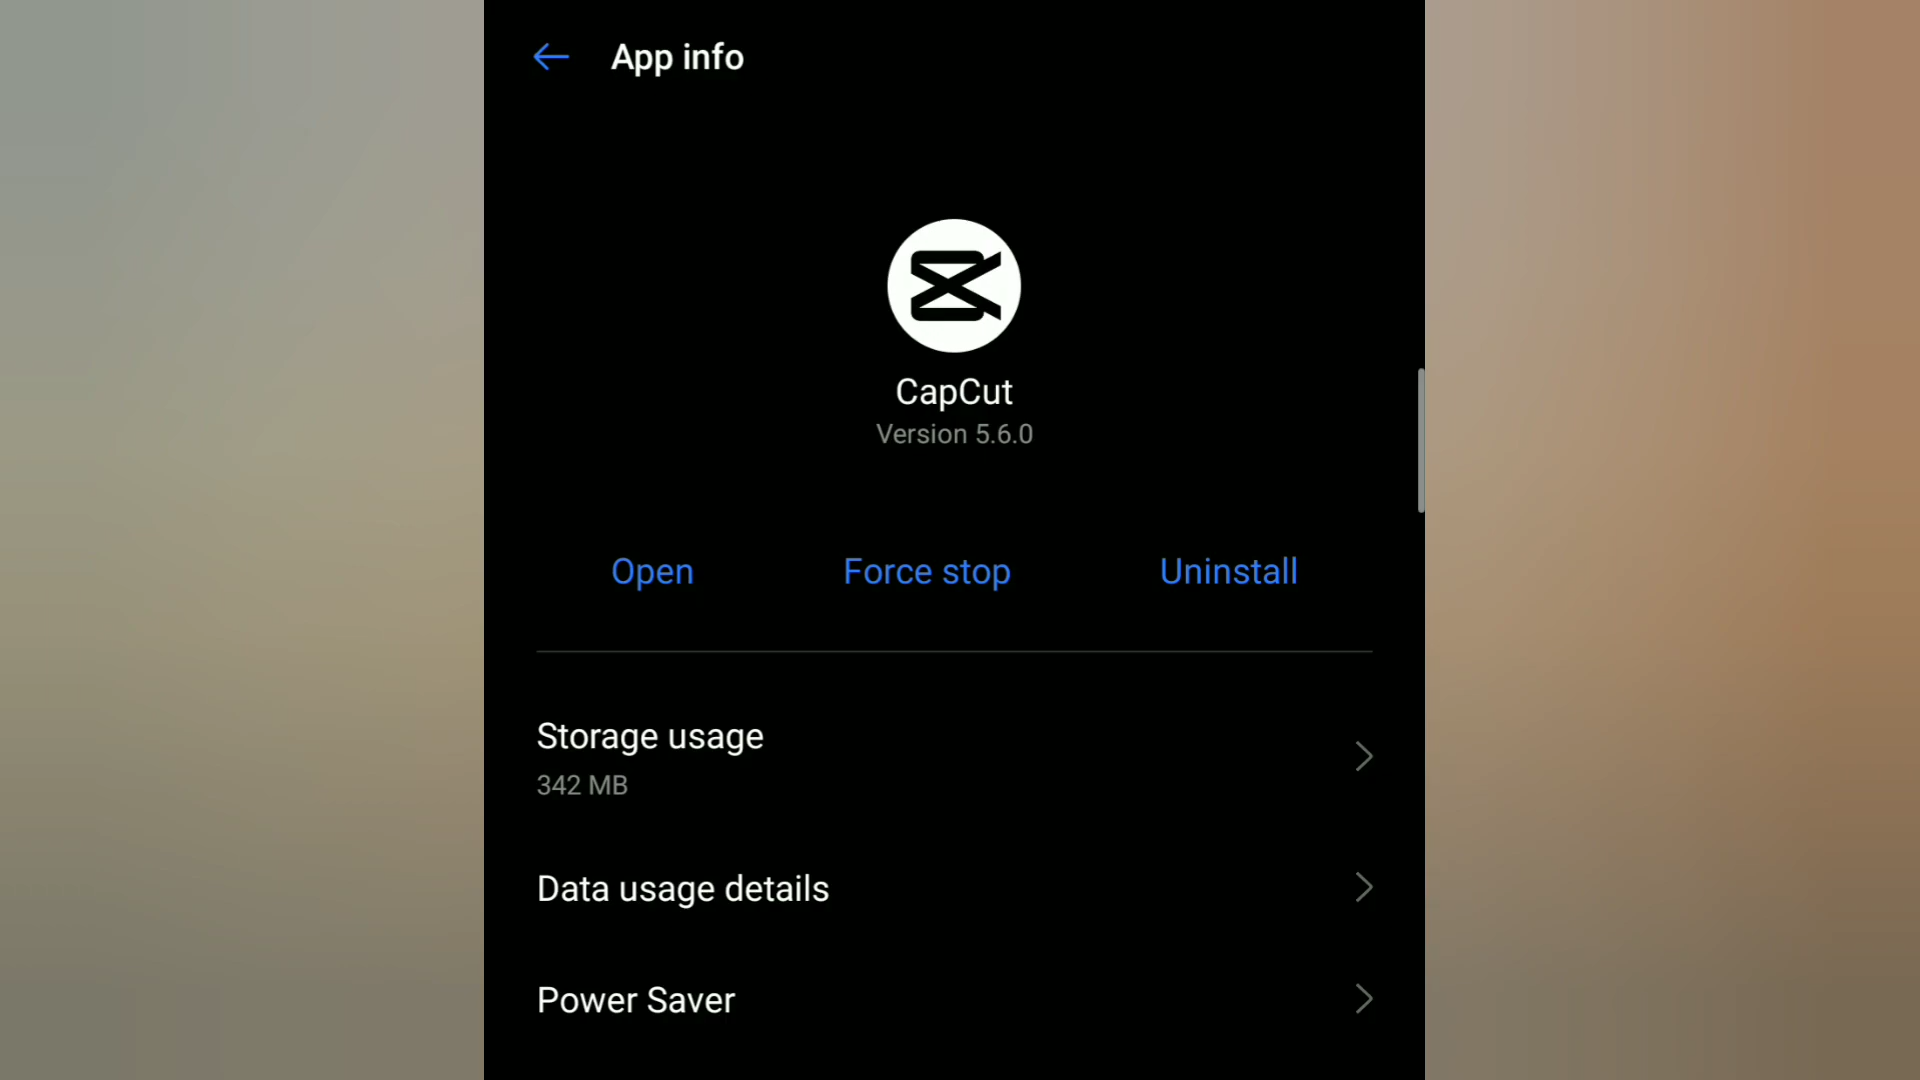 App info
CapCut
Version 5.6.0
Open Force stop Uninstall
Storage usage
342 MB
Data usage details
Power Saver